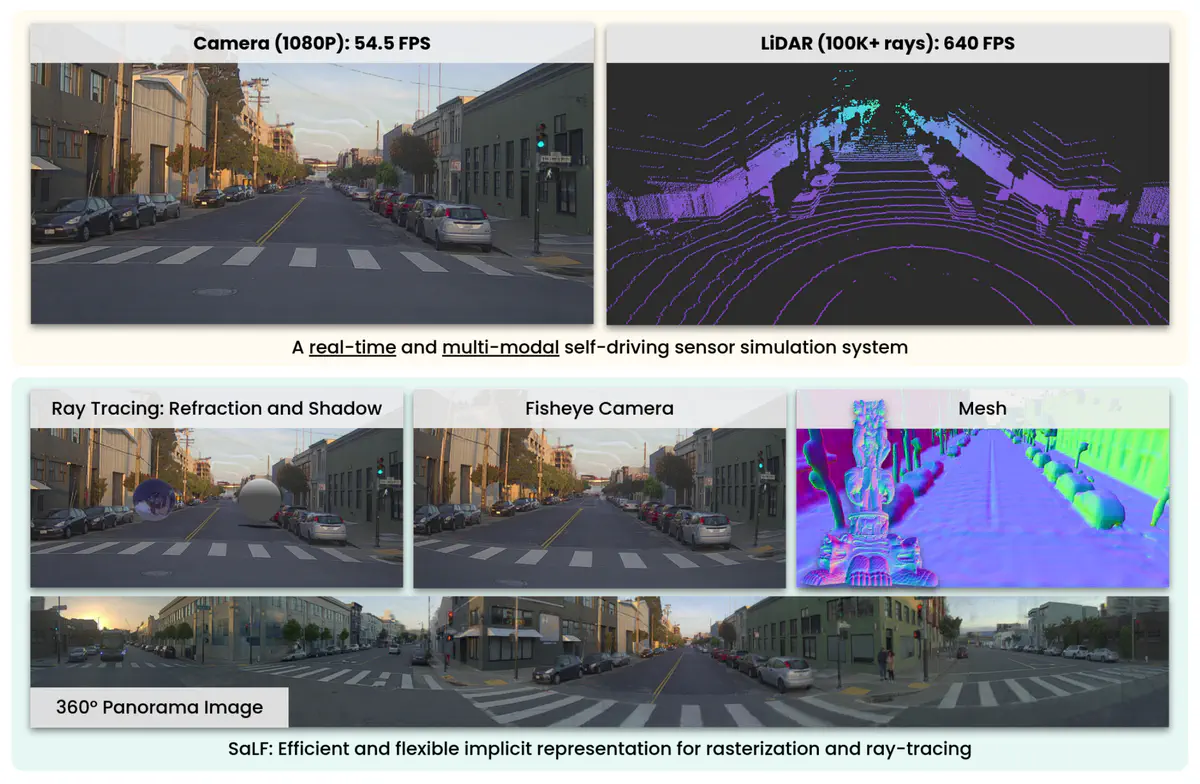 Camera (1080P): 54.5 FPS
LiDAR (100K+ rays): 640 FPS
A real-time and multi-modal self-driving sensor simulation system
Ray Tracing: Refraction and Shadow
Fisheye Camera
Mesh
360° Panorama Image
SaLF: Efficient and flexible implicit representation for rasterization and ray-tracing